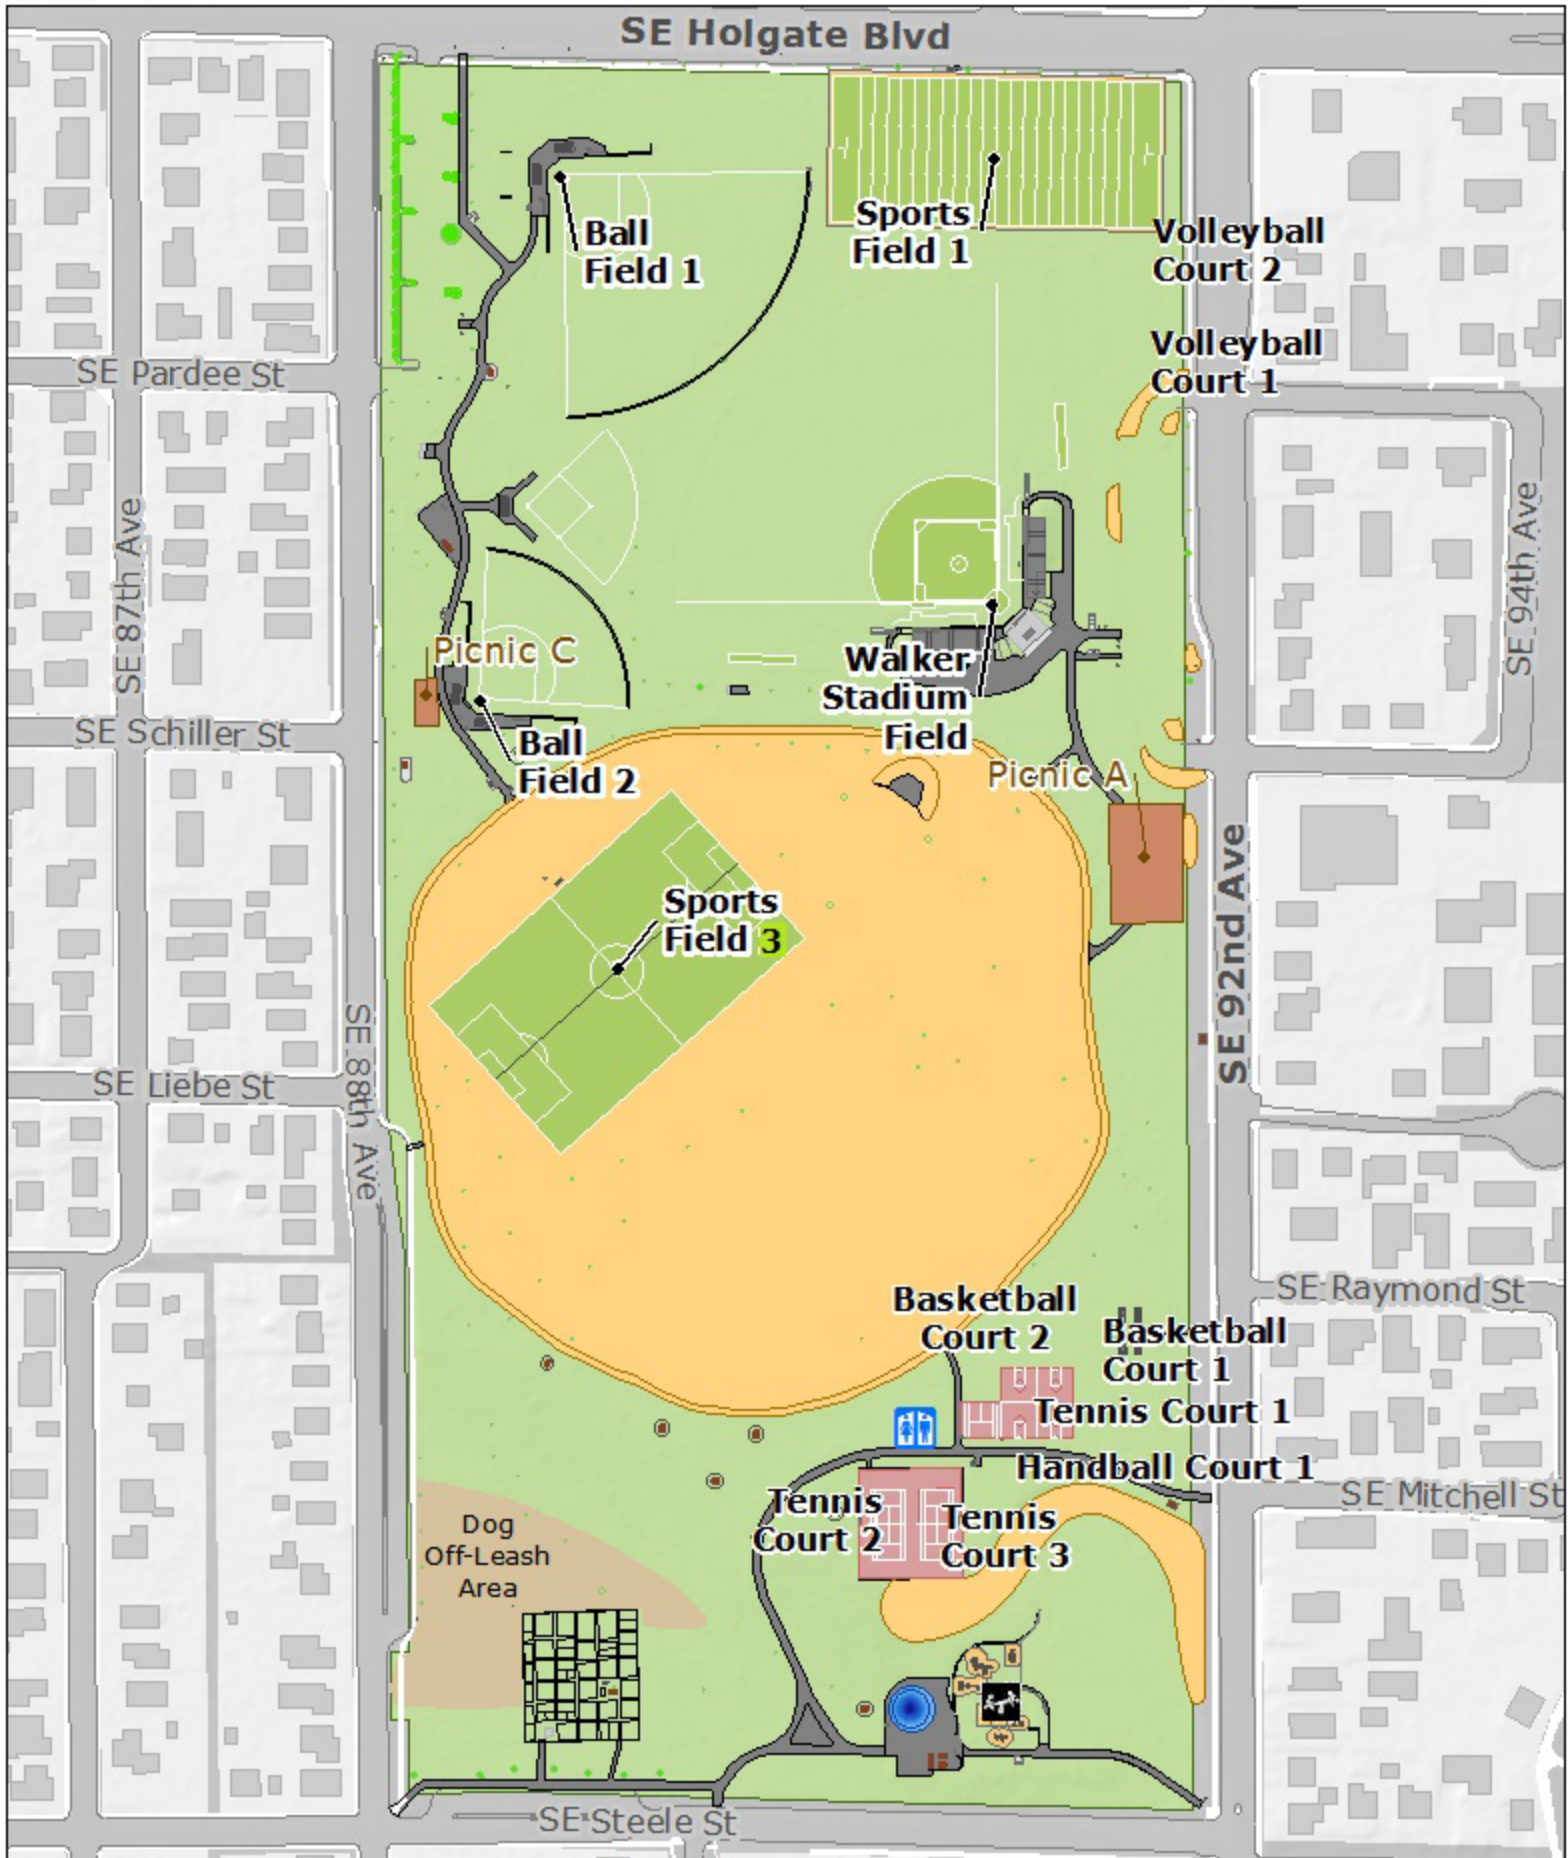 SE Holgate Blvd
Ball
Field 1
Sports
Field 1
Volleyball
Court 2
Volleyball
Court 1
SE Pardee St
SE 87th Ave
SE 94th Ave
Picnic C
Walker
Stadium
Field
SE Schiller St
Ball
Field 2
Picnic A
SE 92nd Ave
Sports
Field 3
SE 88th Ave
SE Liebe St
SE Raymond St
Basketball
Court 2
Basketball
Court 1
Tennis Court 1
Handball Court 1
SE Mitchell St
Tennis
Court 2
Tennis
Court 3
Dog
Off-Leash
Area
SE Steele St